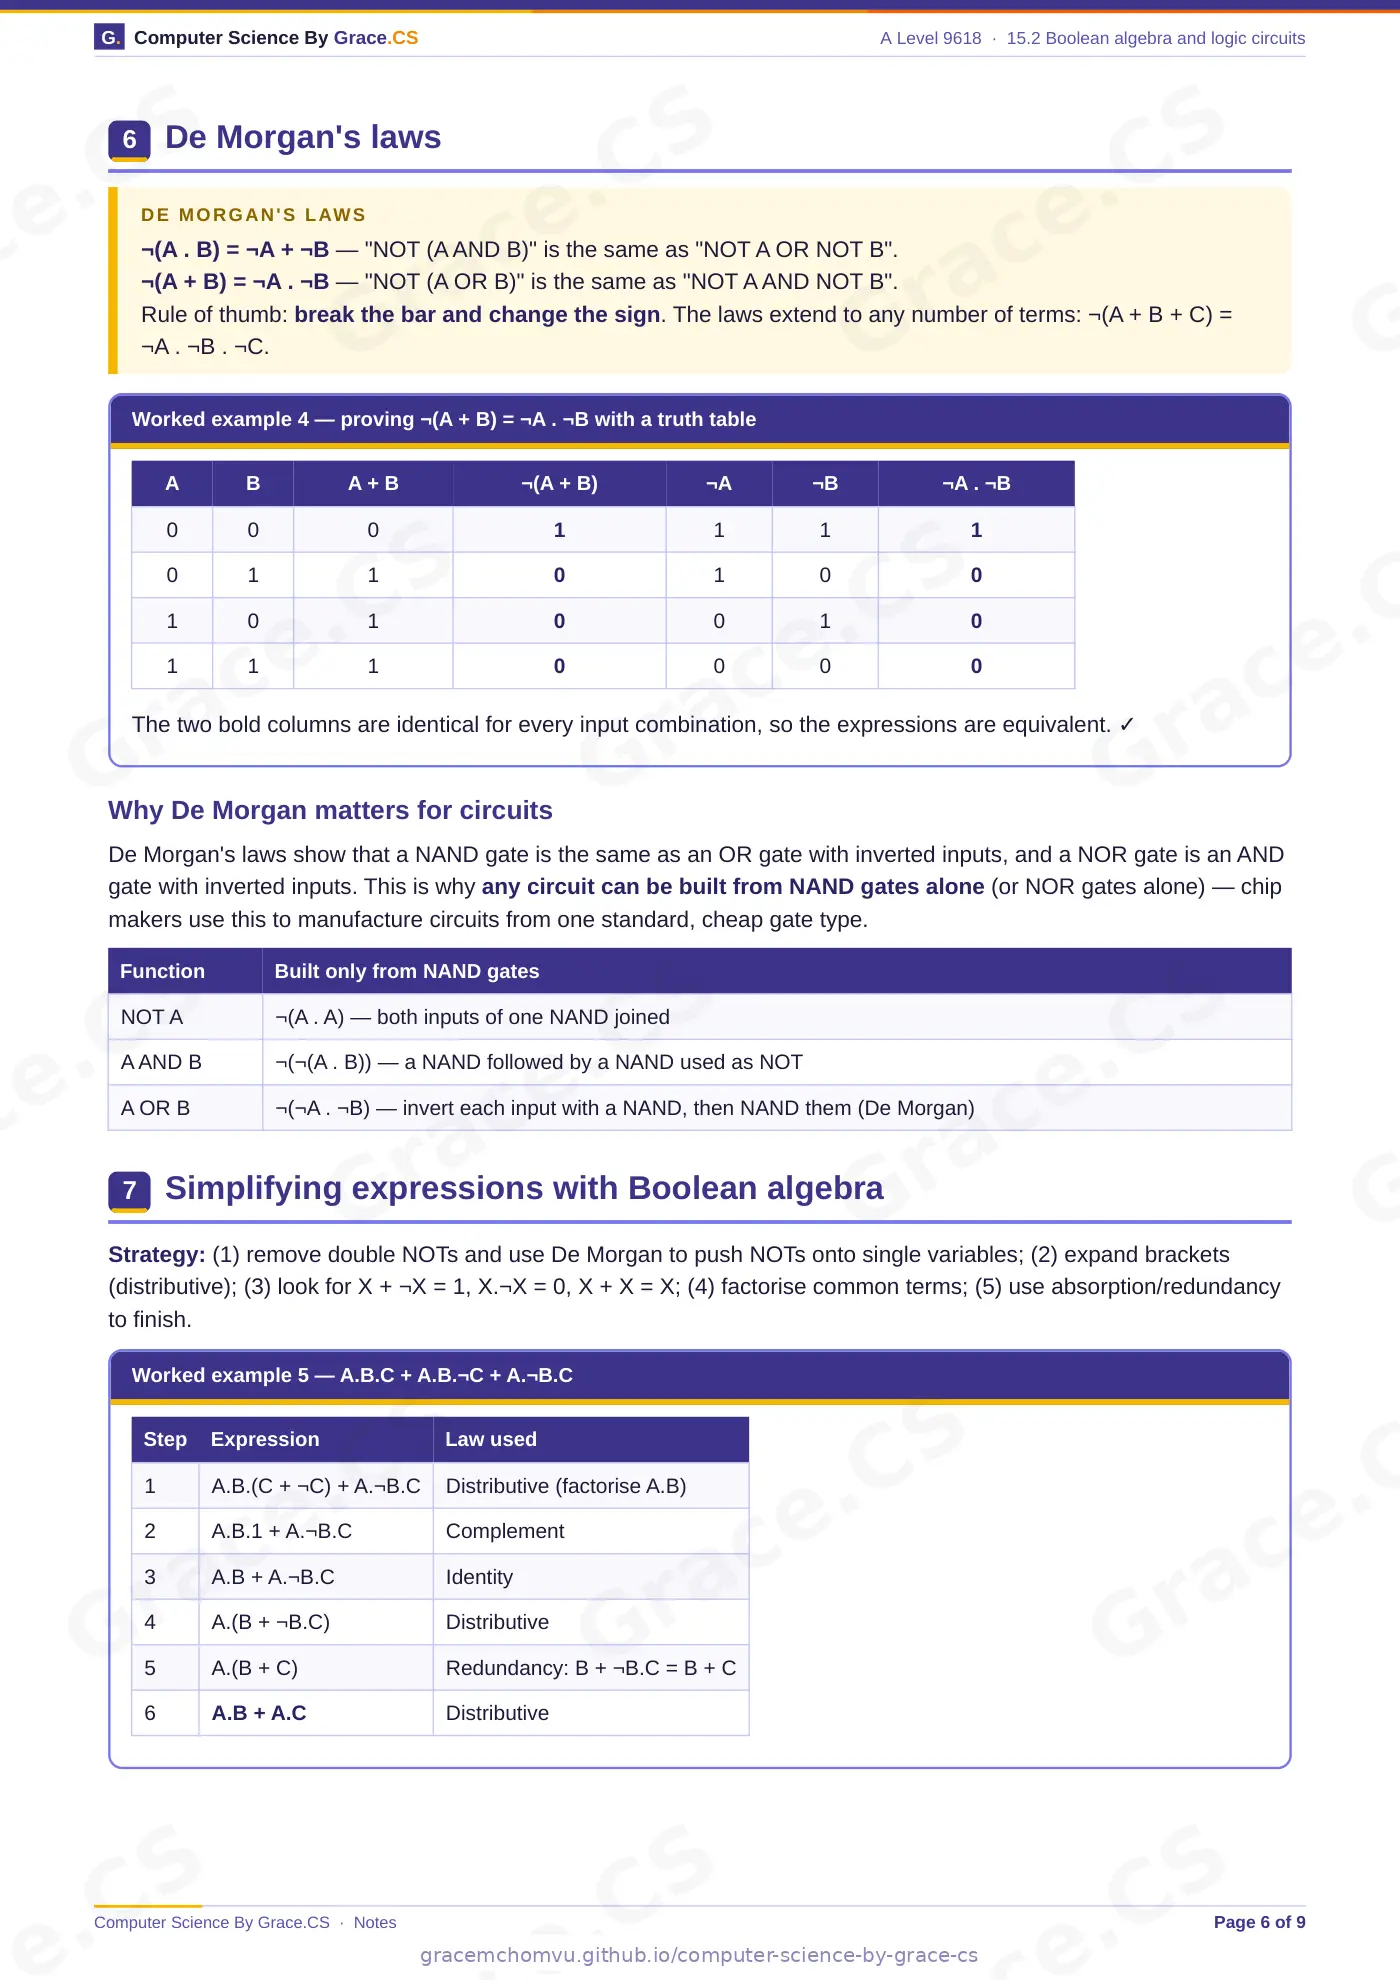 G. Computer Science By Grace.CS
A Level 9618 · 15.2 Boolean algebra and logic circuits
6 De Morgan's laws
DE MORGAN'S LAWS
¬(A . B) = ¬A + ¬B — "NOT (A AND B)" is the same as "NOT A OR NOT B".
¬(A + B) = ¬A . ¬B — "NOT (A OR B)" is the same as "NOT A AND NOT B".
Rule of thumb: break the bar and change the sign. The laws extend to any number of terms: ¬(A + B + C) =
¬A . ¬B . ¬C.
Worked example 4 — proving ¬(A + B) = ¬A . ¬B with a truth table
A B A + B ¬(A + B) ¬A ¬B ¬A . ¬B
0 0 0 1 1 1 1
0 1 1 0 1 0 0
1 0 1 0 0 1 0
1 1 1 0 0 0 0
The two bold columns are identical for every input combination, so the expressions are equivalent. ✓
Why De Morgan matters for circuits
De Morgan's laws show that a NAND gate is the same as an OR gate with inverted inputs, and a NOR gate is an AND
gate with inverted inputs. This is why any circuit can be built from NAND gates alone (or NOR gates alone) — chip
makers use this to manufacture circuits from one standard, cheap gate type.
Function Built only from NAND gates
NOT A ¬(A . A) — both inputs of one NAND joined
A AND B ¬(¬(A . B)) — a NAND followed by a NAND used as NOT
A OR B ¬(¬A . ¬B) — invert each input with a NAND, then NAND them (De Morgan)
7 Simplifying expressions with Boolean algebra
Strategy: (1) remove double NOTs and use De Morgan to push NOTs onto single variables; (2) expand brackets
(distributive); (3) look for X + ¬X = 1, X.¬X = 0, X + X = X; (4) factorise common terms; (5) use absorption/redundancy
to finish.
Worked example 5 — A.B.C + A.B.¬C + A.¬B.C
Step Expression Law used
1 A.B.(C + ¬C) + A.¬B.C Distributive (factorise A.B)
2 A.B.1 + A.¬B.C Complement
3 A.B + A.¬B.C Identity
4 A.(B + ¬B.C) Distributive
5 A.(B + C) Redundancy: B + ¬B.C = B + C
6 A.B + A.C Distributive
Computer Science By Grace.CS · Notes
Page 6 of 9
gracemchomvu.github.io/computer-science-by-grace-cs